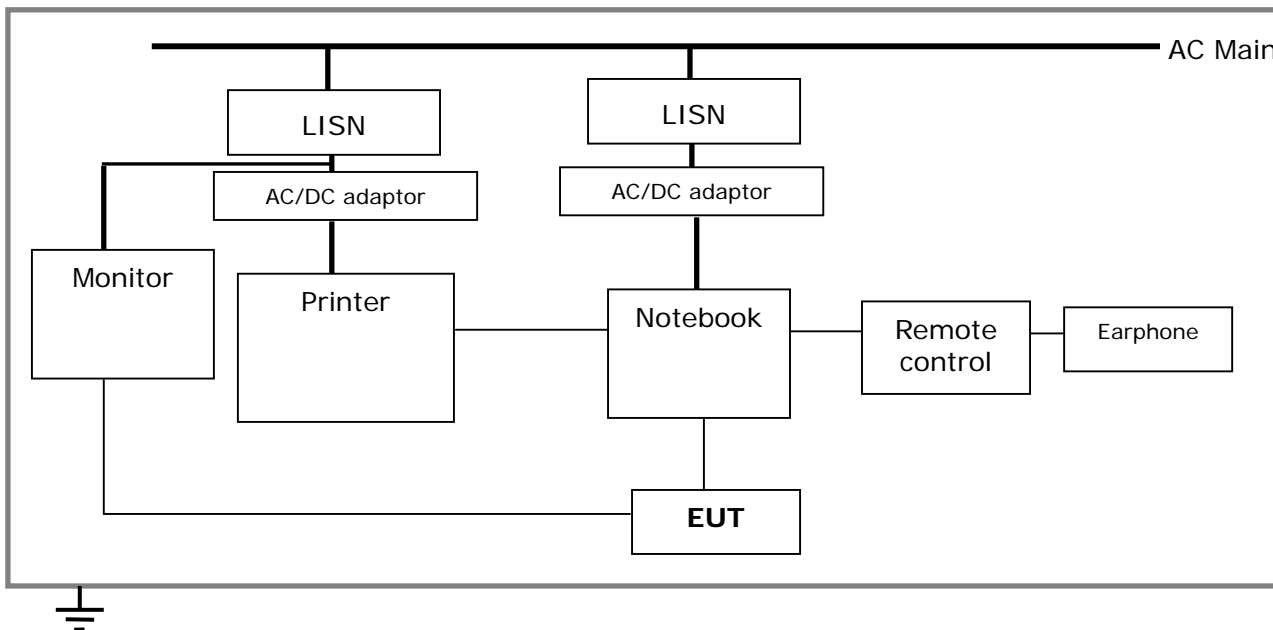 AC Main
LISN
LISN
AC/DC adaptor
AC/DC adaptor
Monitor
Printer
Notebook
Remote
control
Earphone
EUT